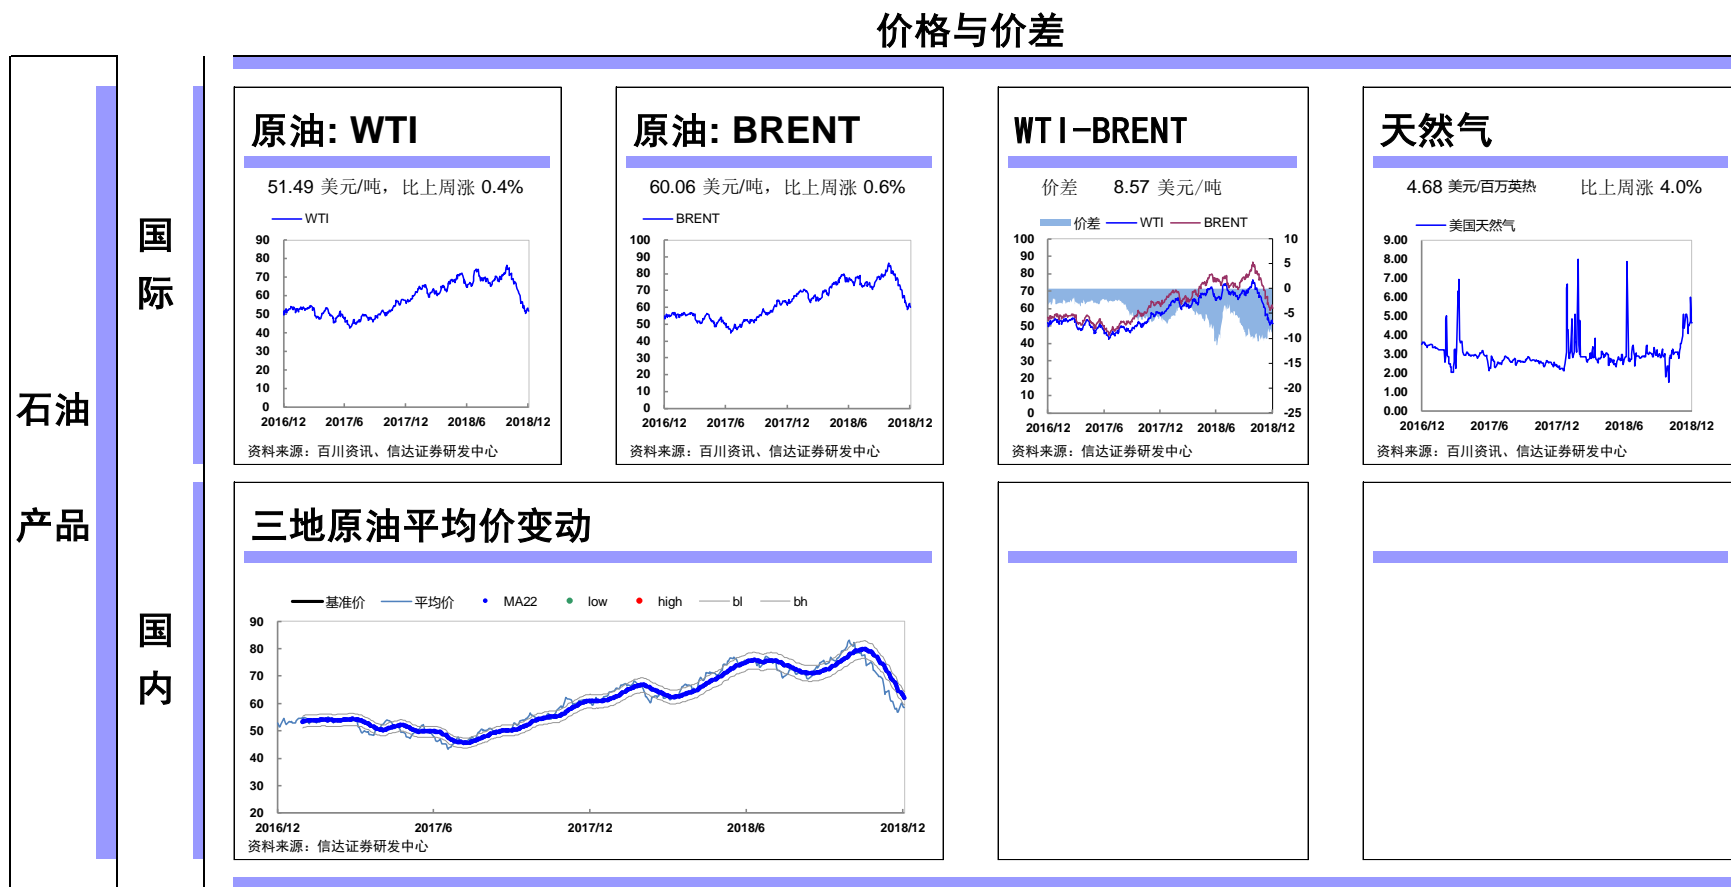 价格与价差
石油
产品
国
际
国
内
原油: WTI
51.49 美元/吨，比上周涨 0.4%
WTI
90
80
70
60
50
40
30
20
10
0
2016/12 2017/6 2017/12 2018/6 2018/12
资料来源：百川资讯、信达证券研发中心
原油: BRENT
60.06 美元/吨，比上周涨 0.6%
BRENT
100
90
80
70
60
50
40
30
20
10
0
2016/12 2017/6 2017/12 2018/6 2018/12
资料来源：百川资讯、信达证券研发中心
WTI-BRENT
价差 8.57 美元/吨
价差 WTI BRENT
100
90
80
70
60
50
40
30
20
10
0
10
5
0
-5
-10
-15
-20
-25
2016/12 2017/6 2017/12 2018/6 2018/12
资料来源：信达证券研发中心
天然气
4.68 美元/百万英热 比上周涨 4.0%
美国天然气
9.00
8.00
7.00
6.00
5.00
4.00
3.00
2.00
1.00
0.00
2016/12 2017/6 2017/12 2018/6 2018/12
资料来源：百川资讯、信达证券研发中心
三地原油平均价变动
基准价 平均价 MA22 low high bl bh
90
80
70
60
50
40
30
20
2016/12 2017/6 2017/12 2018/6 2018/12
资料来源：信达证券研发中心